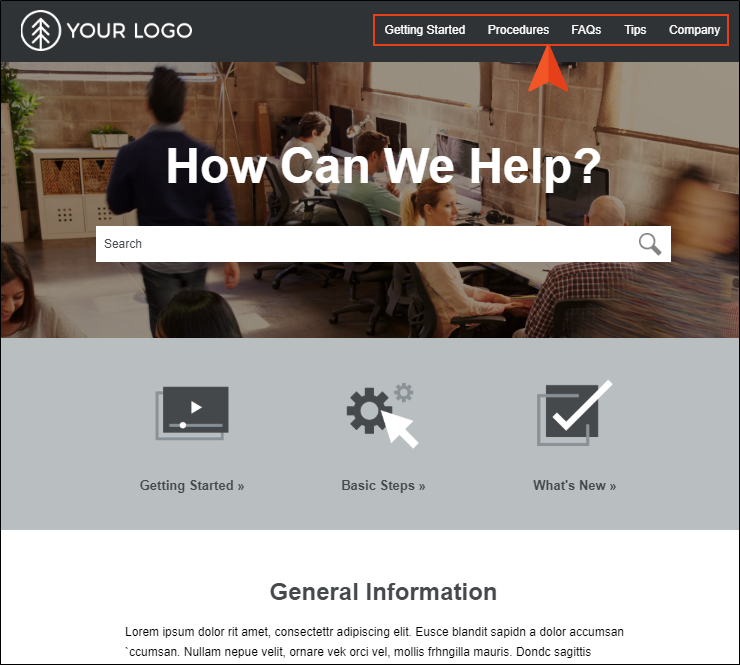 YOUR LOGO
Getting Started Procedures FAQs Tips Company
How Can We Help?
Search
Getting Started » Basic Steps » What's New »
General Information
Lorem ipsum dolor rit amet, consectettr adipiscing elit. Eusce blandit sapidn a dolor accumsan
`ccumsan. Nullam nepue velit, ornare vek orci vel, mollis frhngilla mauris. Dondc sagittis